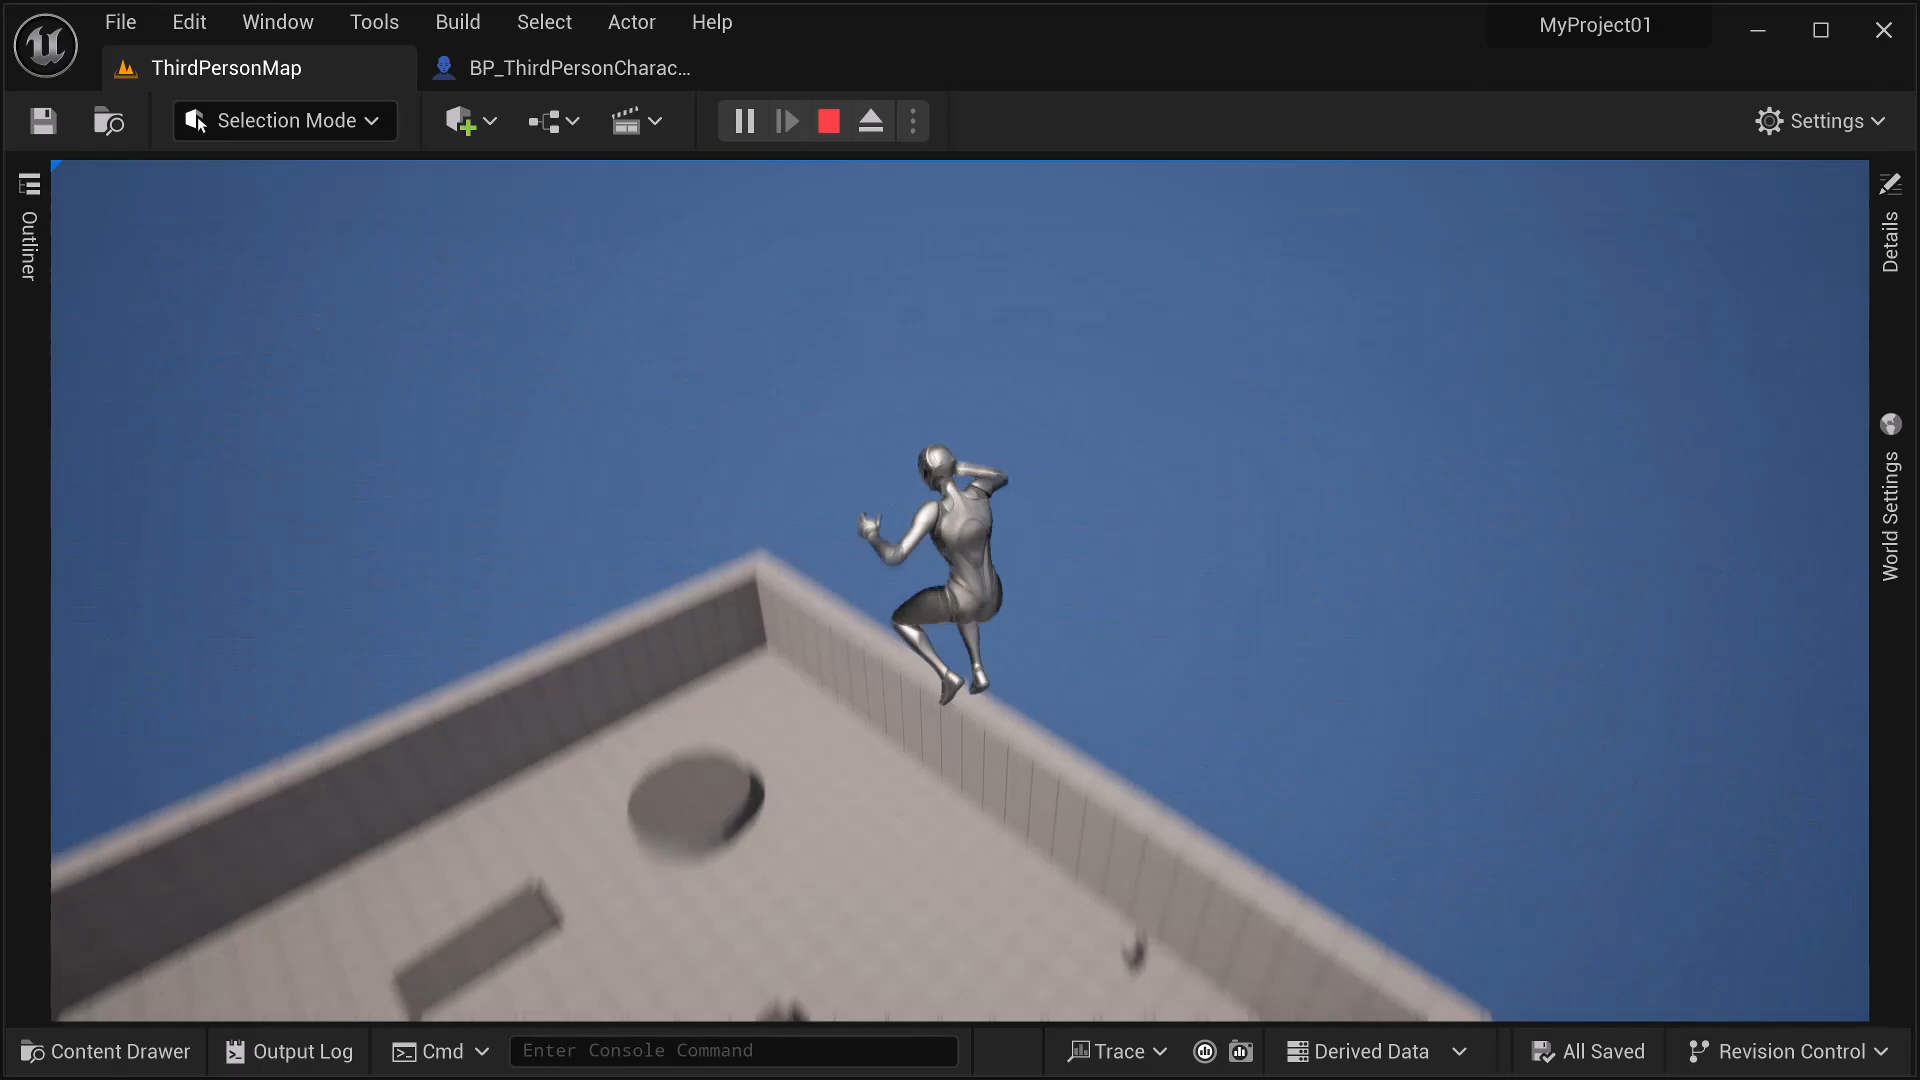 File Edit Window Tools Build Select Actor Help
MyProject01
ThirdPersonMap
BP_ThirdPersonCharac...
Selection Mode
Settings
Outliner
Details
World Settings
Content Drawer
Output Log
Cmd
Enter Console Command
Trace
Derived Data
All Saved
Revision Control